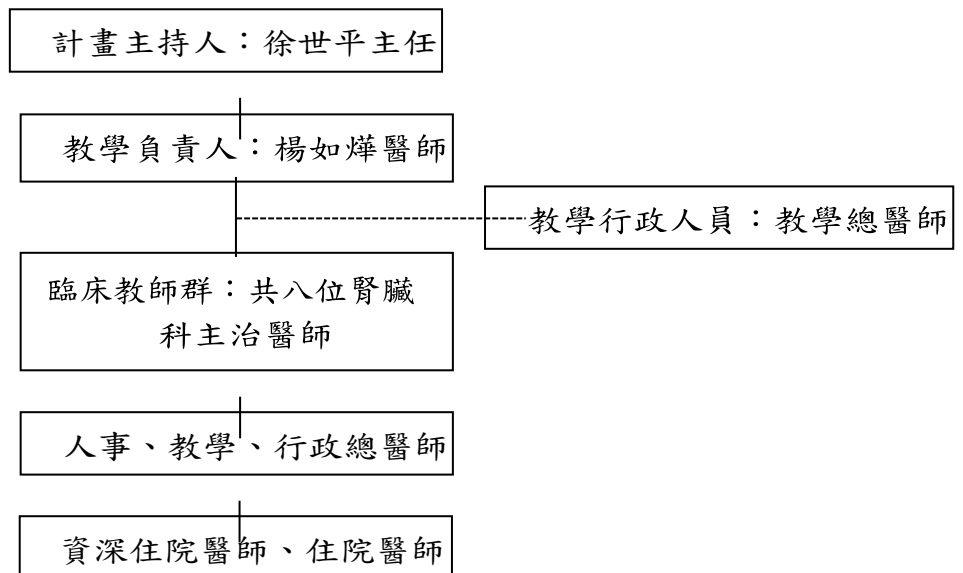 計畫主持人：徐世平主任
教學負責人：楊如燁醫師
教學行政人員：教學總醫師
臨床教師群：共八位腎臟
科主治醫師
人事、教學、行政總醫師
資深住院醫師、住院醫師